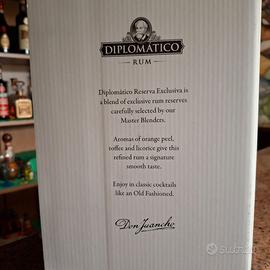 DIPLOMÁTICO
RUM
Diplomático Reserva Exclusiva is
a blend of exclusive rum reserves
carefully selected by our
Master Blenders.
Aromas of orange peel,
toffee and licorice give this
refined rum a signature
smooth taste.
Enjoy in classic cocktails
like an Old Fashioned.
Don Juancho
Subito